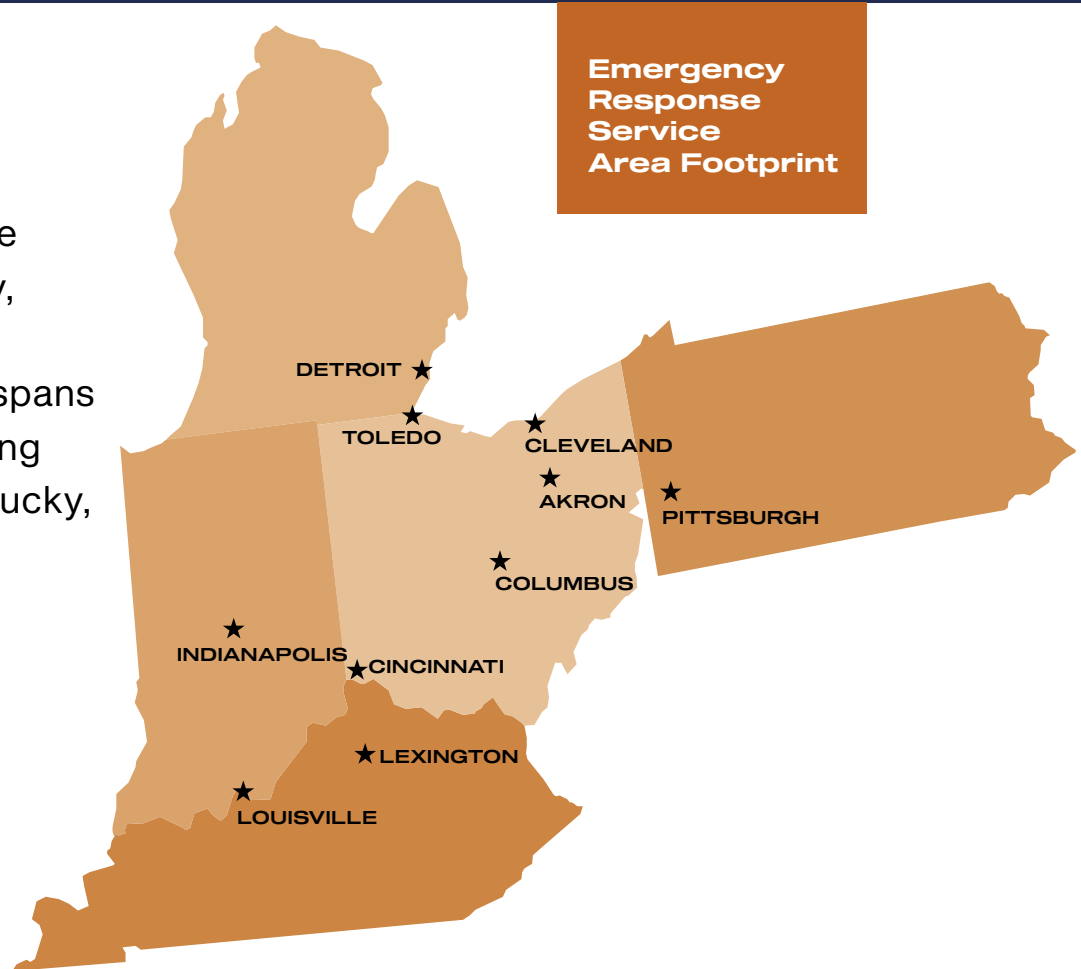 Emergency
Response
Service
Area Footprint
e
y,
spans
ng
ucky,
DETROIT
TOLEDO
CLEVELAND
AKRON
PITTSBURGH
COLUMBUS
INDIANAPOLIS
CINCINNATI
LEXINGTON
LOUISVILLE